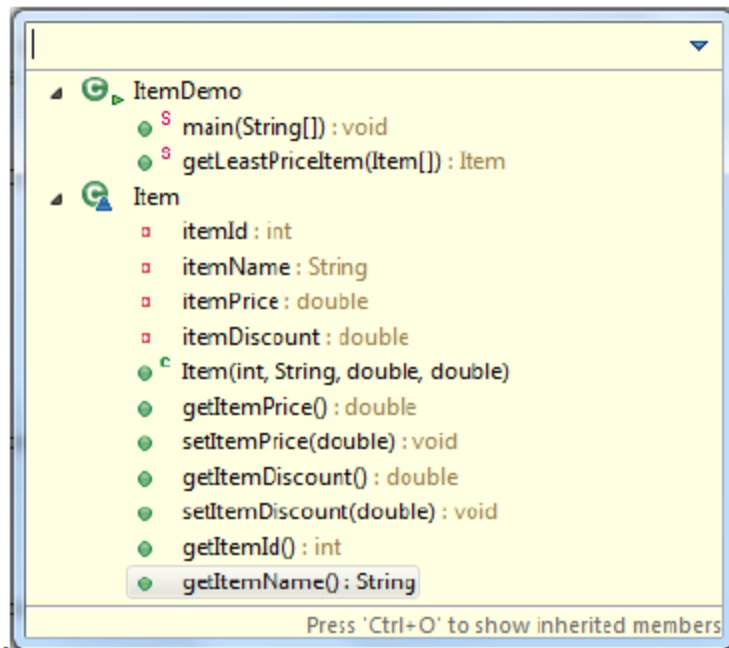 ItemDemo
S main(String[]) : void
S getLeastPriceItem(Item[]) : Item
Item
itemId : int
itemName : String
itemPrice : double
itemDiscount : double
c Item(int, String, double, double)
getItemPrice() : double
setItemPrice(double) : void
getItemDiscount() : double
setItemDiscount(double) : void
getItemId() : int
getItemName() : String
Press 'Ctrl+O' to show inherited members